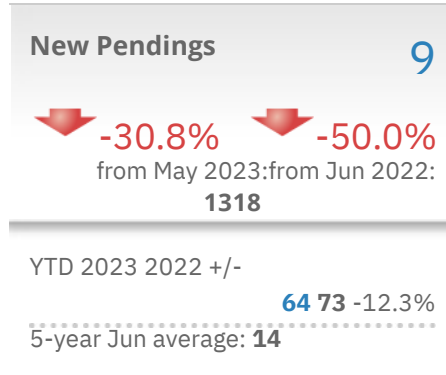 New Pendings 9
-30.8% -50.0%
from May 2023:from Jun 2022:
1318
YTD 2023 2022 +/-
64 73 -12.3%
5-year Jun average: 14